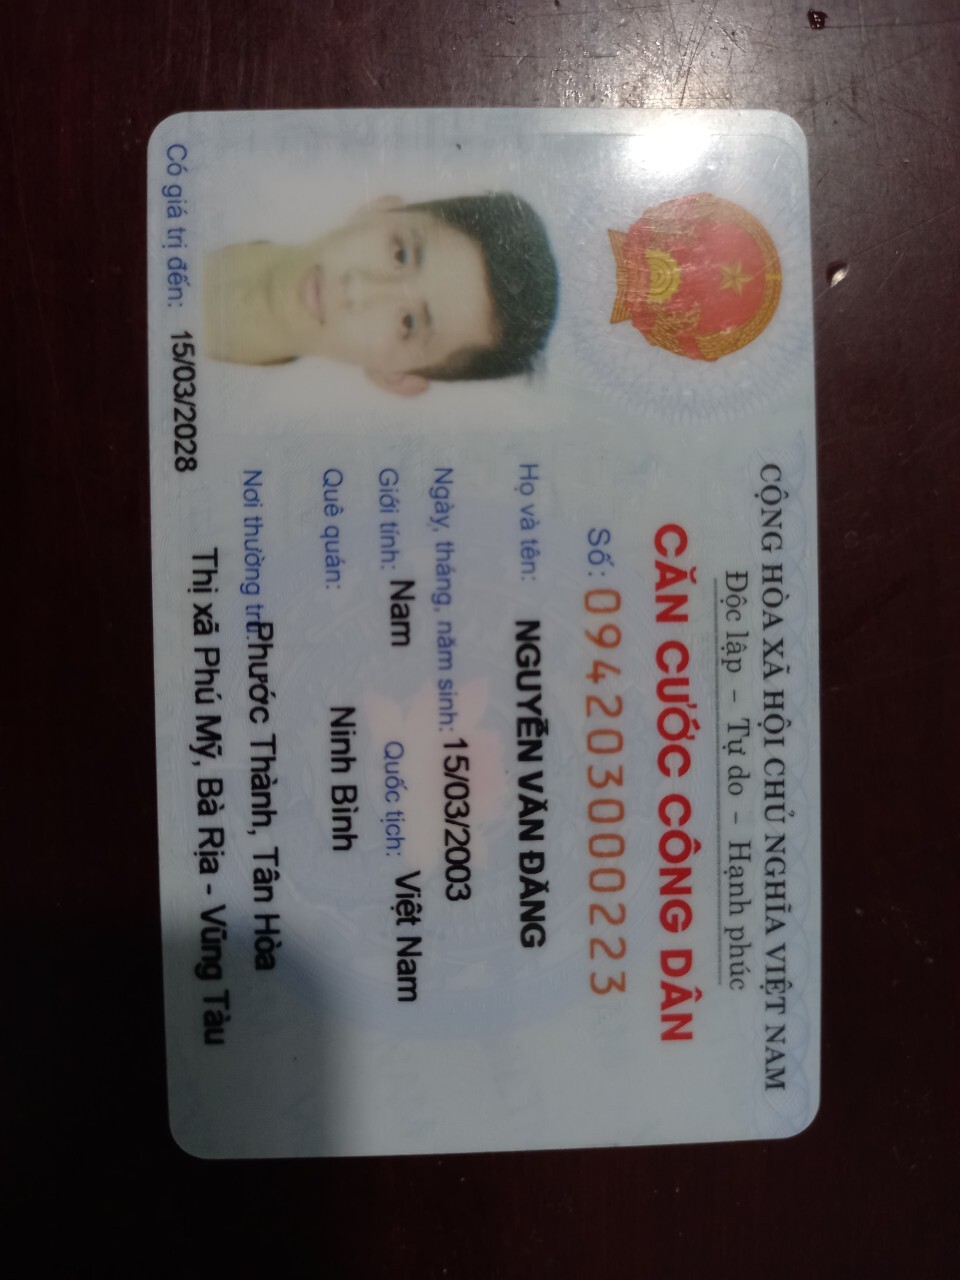 CỘNG HÒA XÃ HỘI CHỦ NGHĨA VIỆT NAM
Độc lập - Tự do - Hạnh phúc
CĂN CƯỚC CÔNG DÂN
Số: 094203000223
Họ và tên: NGUYỄN VĂN ĐĂNG
Ngày, tháng, năm sinh: 15/03/2003
Giới tính: Nam Quốc tịch: Việt Nam
Quê quán: Ninh Bình
Nơi thường trú: Phước Thành, Tân Hòa
Thị xã Phú Mỹ, Bà Rịa - Vũng Tàu
Có giá trị đến: 15/03/2028